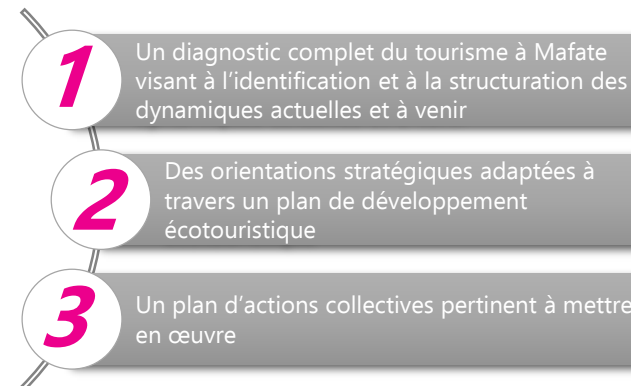 1
Un diagnostic complet du tourisme à Mafate
visant à l’identification et à la structuration des
dynamiques actuelles et à venir
2
Des orientations stratégiques adaptées à
travers un plan de développement
écotouristique
3
Un plan d’actions collectives pertinent à mettre
en œuvre